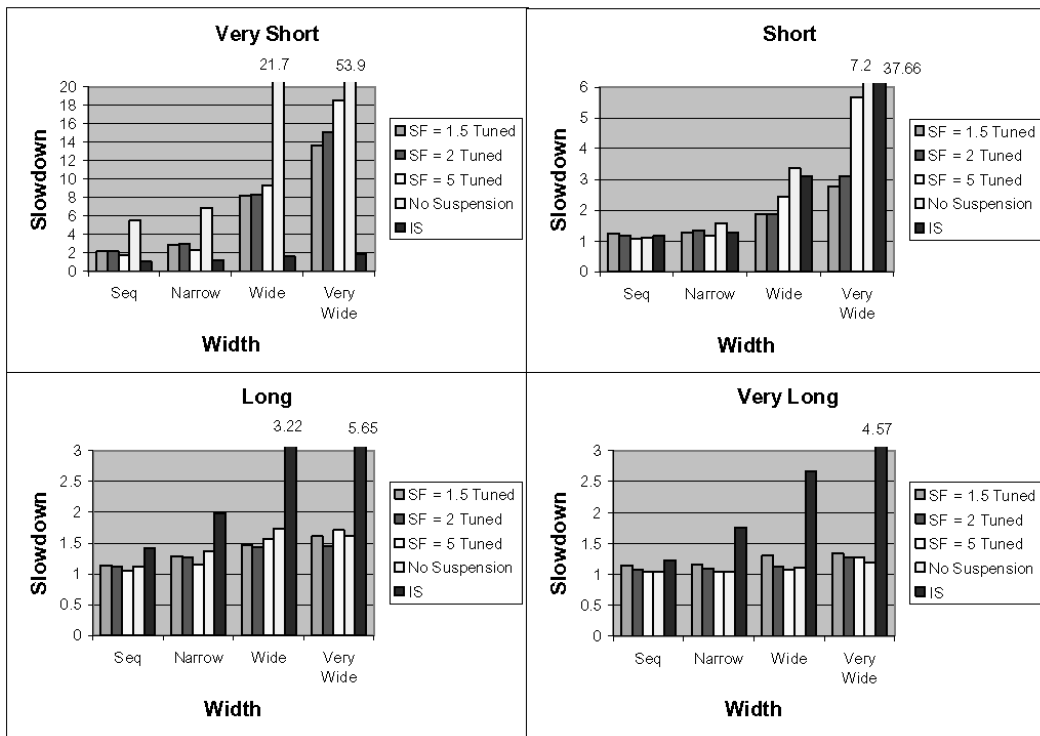 Very Short
21.7 53.9
20
18
16
14
12
10
8
6
4
2
0
Slowdown
Seq Narrow Wide Very Wide
Width
SF = 1.5 Tuned
SF = 2 Tuned
SF = 5 Tuned
No Suspension
IS
Short
7.2 37.66
6
5
4
3
2
1
0
Slowdown
Seq Narrow Wide Very Wide
Width
SF = 1.5 Tuned
SF = 2 Tuned
SF = 5 Tuned
No Suspension
IS
Long
3.22 5.65
3
2.5
2
1.5
1
0.5
0
Slowdown
Seq Narrow Wide Very Wide
Width
SF = 1.5 Tuned
SF = 2 Tuned
SF = 5 Tuned
No Suspension
IS
Very Long
4.57
3
2.5
2
1.5
1
0.5
0
Slowdown
Seq Narrow Wide Very Wide
Width
SF = 1.5 Tuned
SF = 2 Tuned
SF = 5 Tuned
No Suspension
IS